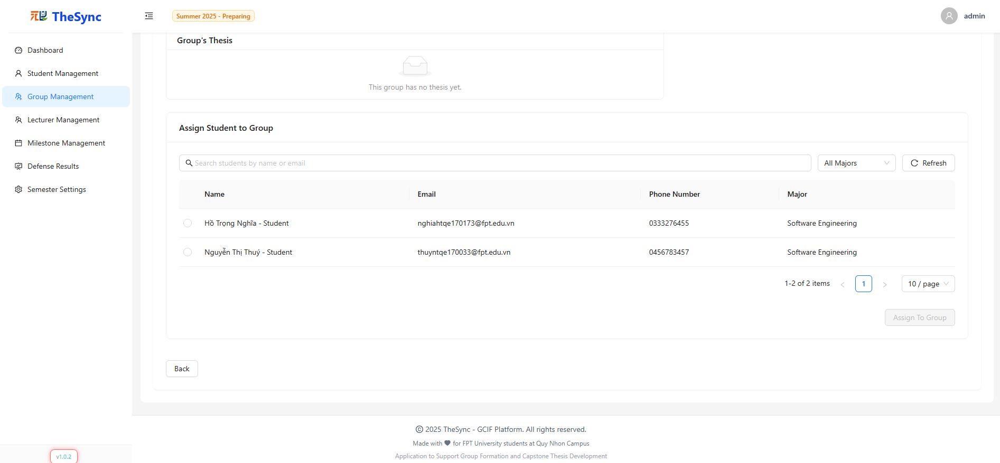 TheSync
Summer 2025 - Preparing
admin
Dashboard
Student Management
Group Management
Lecturer Management
Milestone Management
Defense Results
Semester Settings
v1.0.2
Group's Thesis
This group has no thesis yet.
Assign Student to Group
Search students by name or email
All Majors
Refresh
Name Email Phone Number Major
Hồ Trọng Nghĩa - Student nghiahtqe170173@fpt.edu.vn 0333276455 Software Engineering
Nguyễn Thị Thuý - Student thuyntqe170033@fpt.edu.vn 0456783457 Software Engineering
1-2 of 2 items < 1 > 10 / page
Assign To Group
Back
© 2025 TheSync - GCIF Platform. All rights reserved.
Made with ♥ for FPT University students at Quy Nhon Campus
Application to Support Group Formation and Capstone Thesis Development